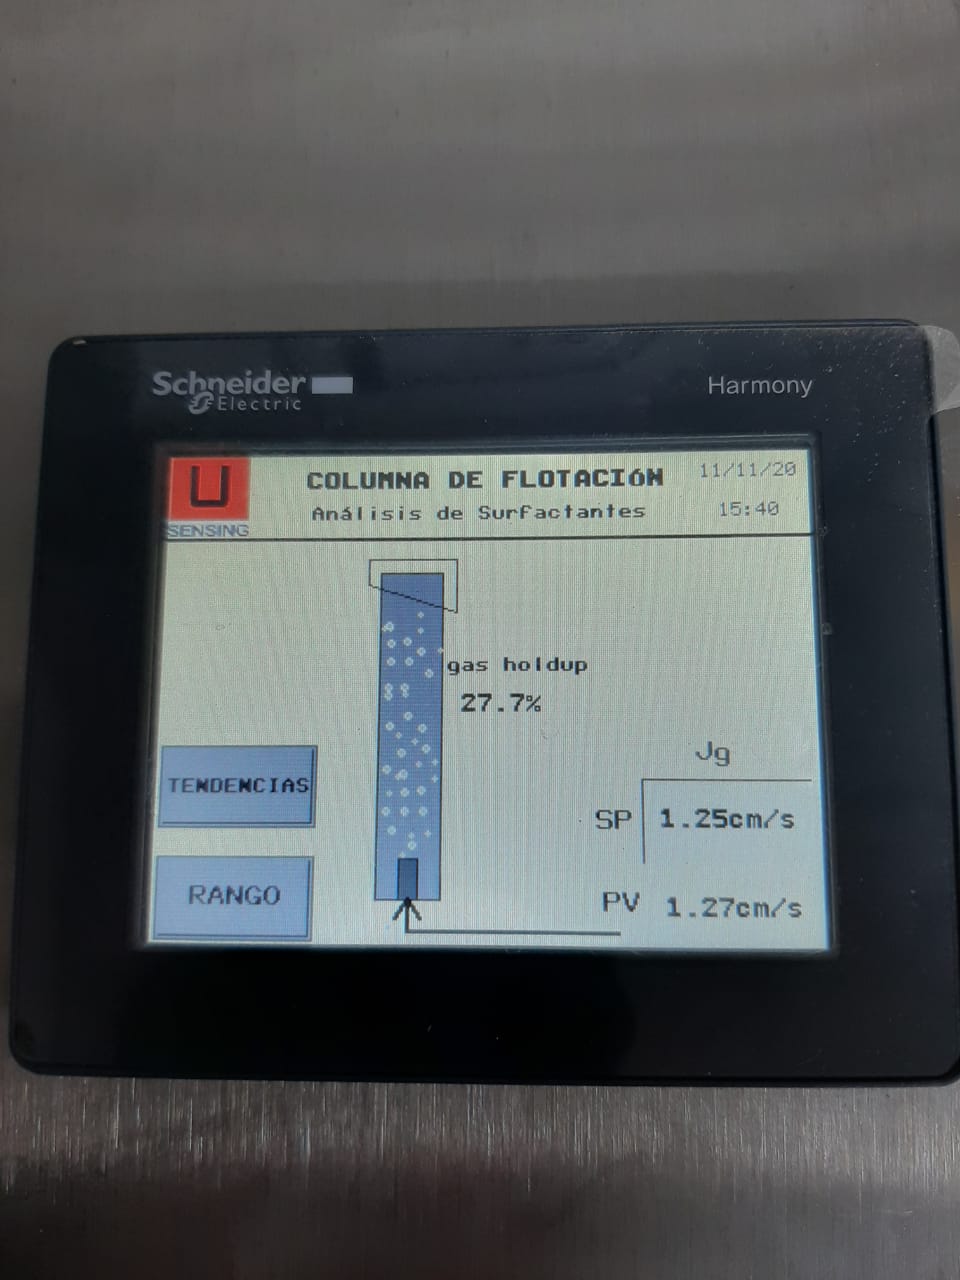 Schneider
Electric
Harmony
U
SENSING
COLUMNA DE FLOTACIÓN
Análisis de Surfactantes
11/11/20
15:40
gas holdup
27.7%
TENDENCIAS
RANGO
Jg
SP 1.25cm/s
PV 1.27cm/s